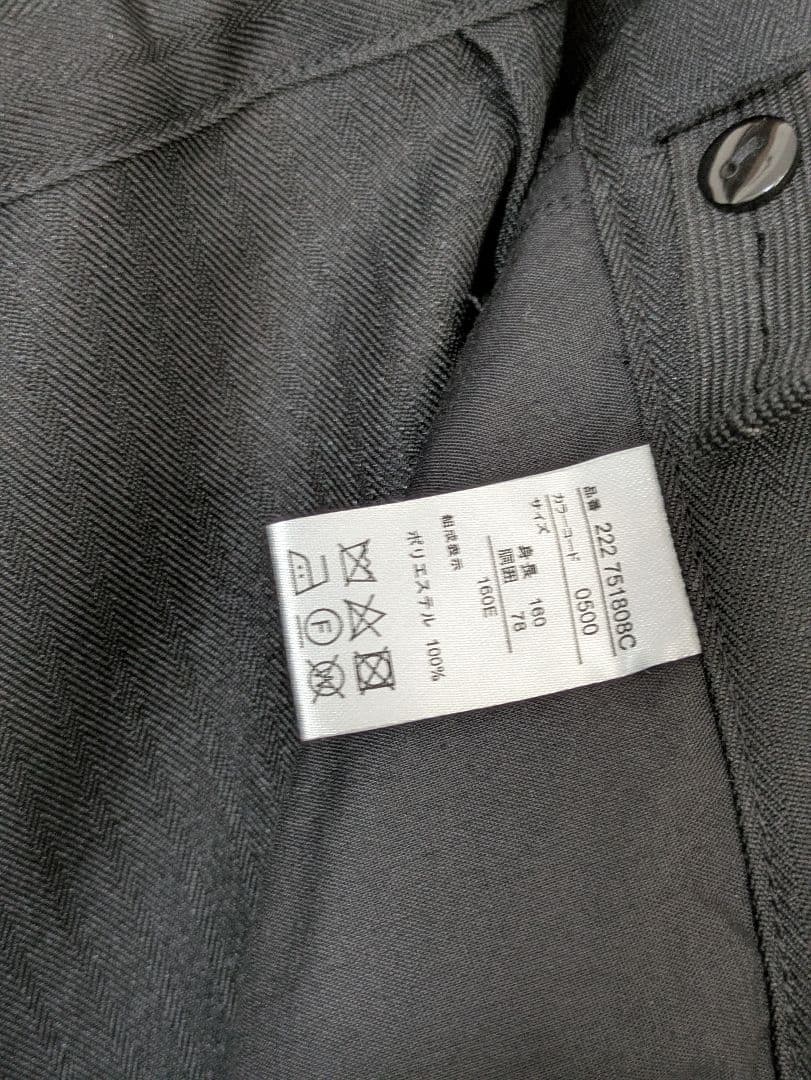 品番 222 751808C
カラーコード 0500
サイズ
身長 160
胴囲 78
160E
組成表示
ポリエステル 100%
F
W